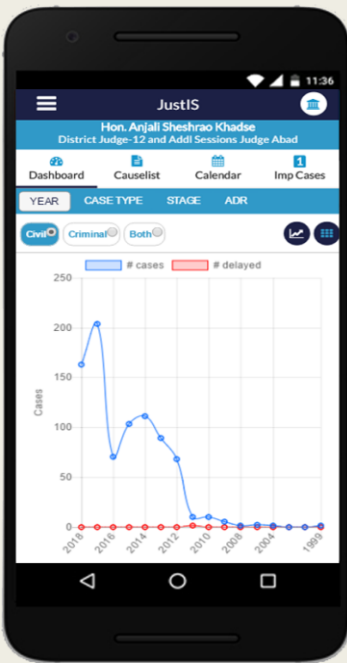 11:36
JustIS
Hon. Anjali Sheshrao Khadse
District Judge-12 and Addl Sessions Judge Abad
Dashboard Causelist Calendar 1 Imp Cases
YEAR CASE TYPE STAGE ADR
Civil Criminal Both
# cases # delayed
250
200
150
100
50
0
Cases
2018 2016 2014 2012 2010 2008 2004 1999